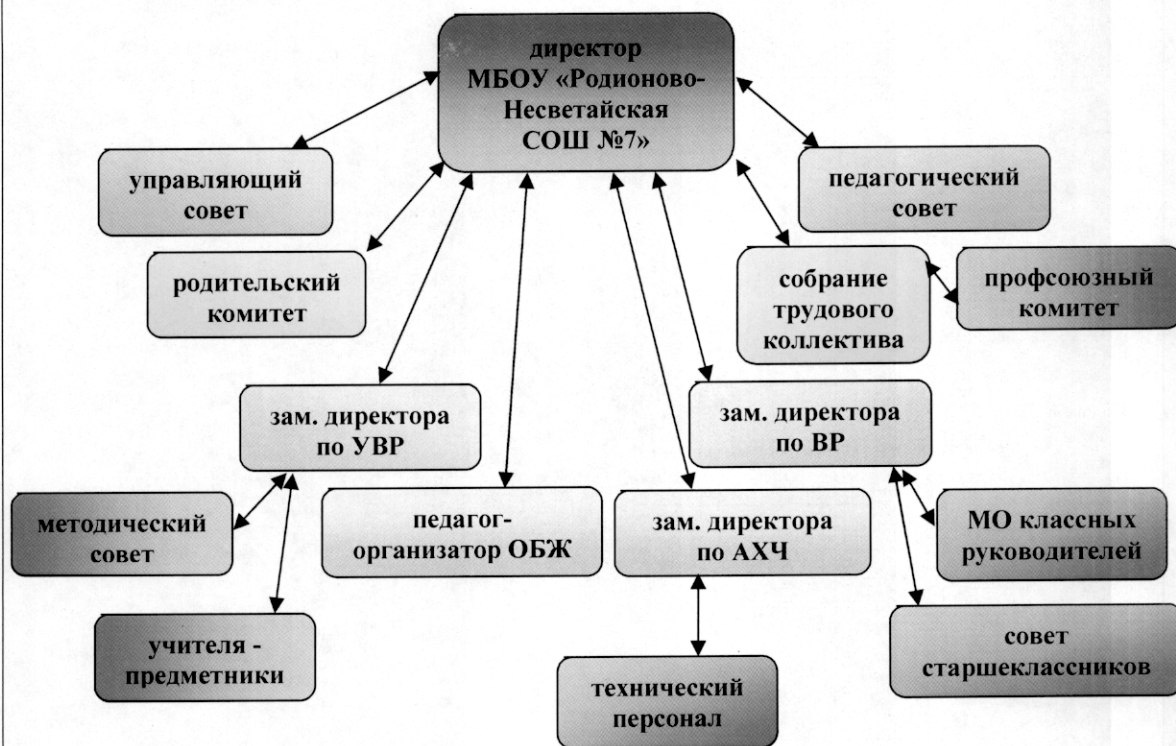 директор
МБОУ «Родионово-
Несветайская
СОШ №7»
управляющий
совет
педагогический
совет
родительский
комитет
собрание
трудового
коллектива
профсоюзный
комитет
зам. директора
по УВР
зам. директора
по ВР
методический
совет
педагог-
организатор ОБЖ
зам. директора
по АХЧ
МО классных
руководителей
учителя -
предметники
технический
персонал
совет
старшеклассников